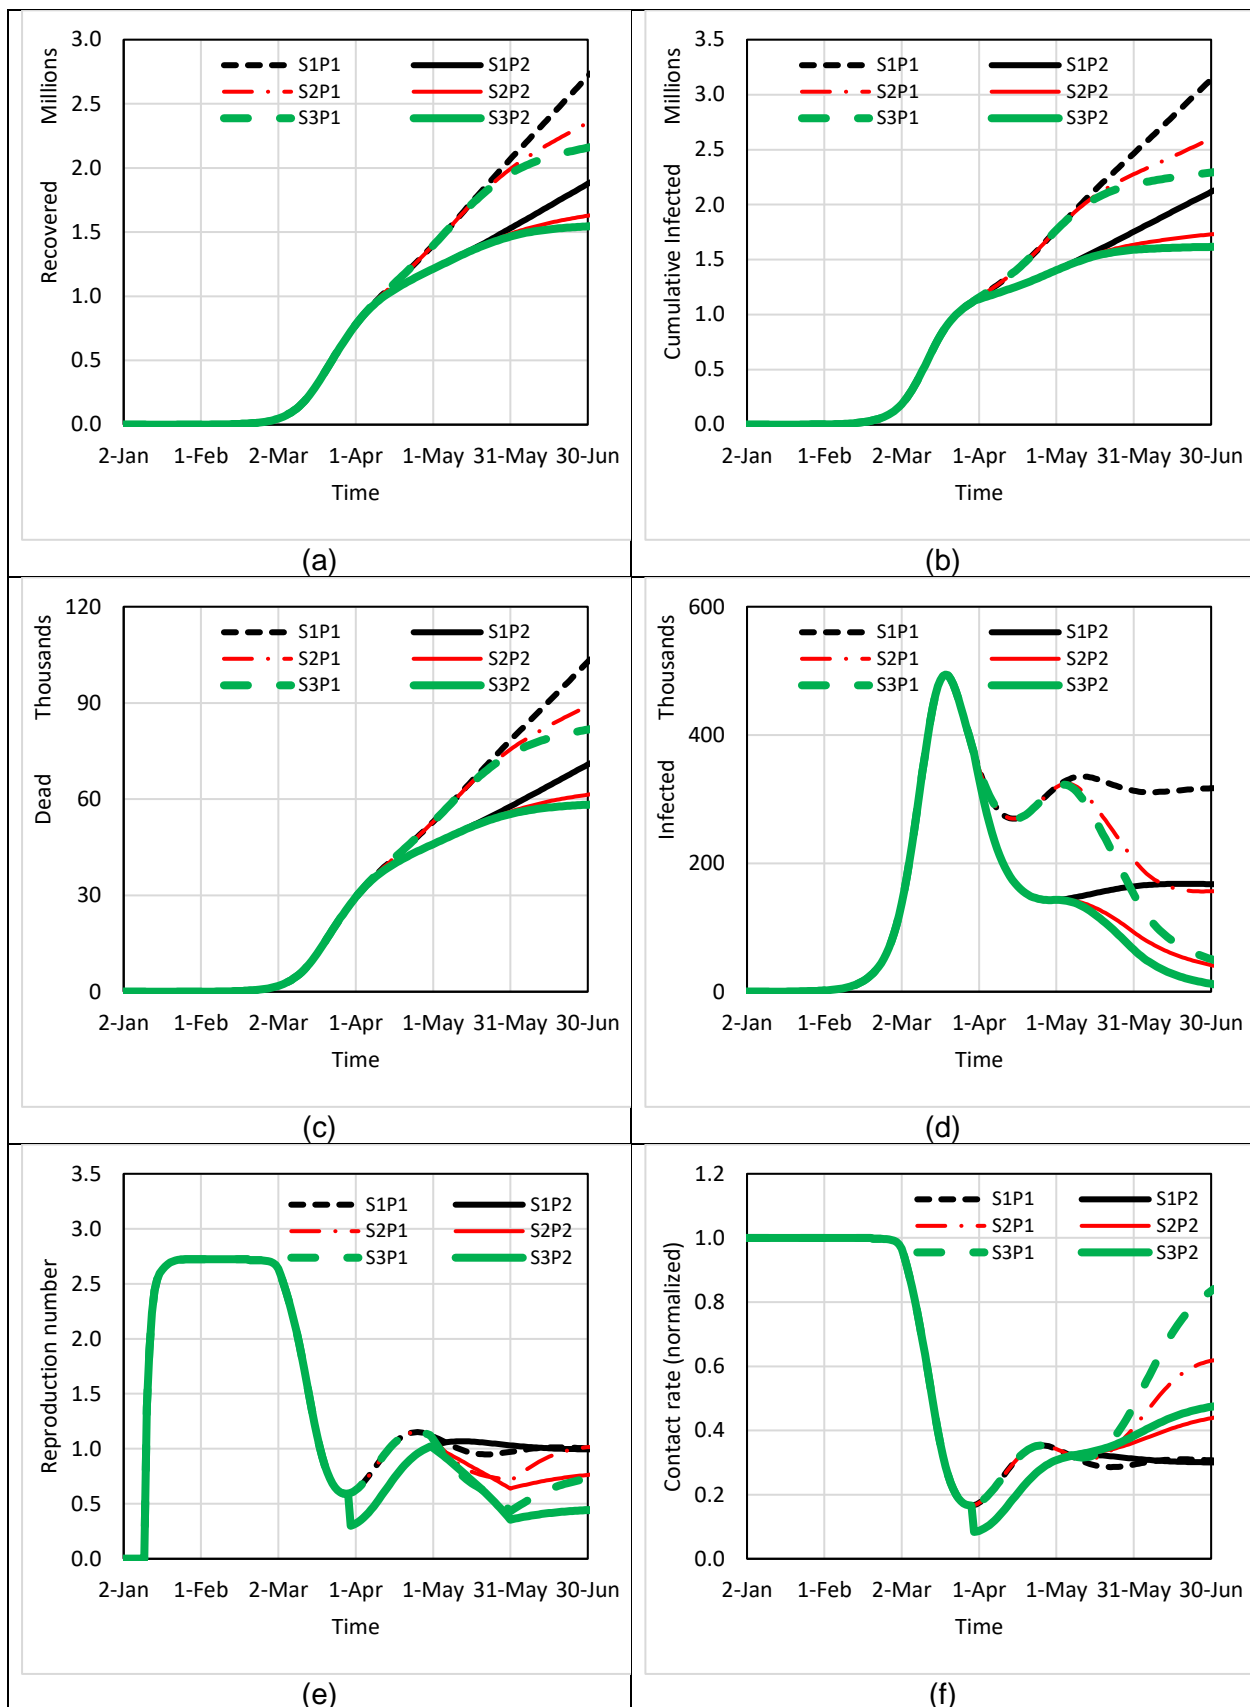 Recovered Millions
3.0
2.5
2.0
1.5
1.0
0.5
0.0
S1P1 S1P2
S2P1 S2P2
S3P1 S3P2
2-Jan 1-Feb 2-Mar 1-Apr 1-May 31-May 30-Jun
Time
(a)
Cumulative Infected Millions
3.5
3.0
2.5
2.0
1.5
1.0
0.5
0.0
S1P1 S1P2
S2P1 S2P2
S3P1 S3P2
2-Jan 1-Feb 2-Mar 1-Apr 1-May 31-May 30-Jun
Time
(b)
Dead Thousands
120
90
60
30
0
S1P1 S1P2
S2P1 S2P2
S3P1 S3P2
2-Jan 1-Feb 2-Mar 1-Apr 1-May 31-May 30-Jun
Time
(c)
Infected Thousands
600
400
200
0
S1P1 S1P2
S2P1 S2P2
S3P1 S3P2
2-Jan 1-Feb 2-Mar 1-Apr 1-May 31-May 30-Jun
Time
(d)
Reproduction number
3.5
3.0
2.5
2.0
1.5
1.0
0.5
0.0
S1P1 S1P2
S2P1 S2P2
S3P1 S3P2
2-Jan 1-Feb 2-Mar 1-Apr 1-May 31-May 30-Jun
Time
(e)
Contact rate (normalized)
1.2
1.0
0.8
0.6
0.4
0.2
0.0
S1P1 S1P2
S2P1 S2P2
S3P1 S3P2
2-Jan 1-Feb 2-Mar 1-Apr 1-May 31-May 30-Jun
Time
(f)